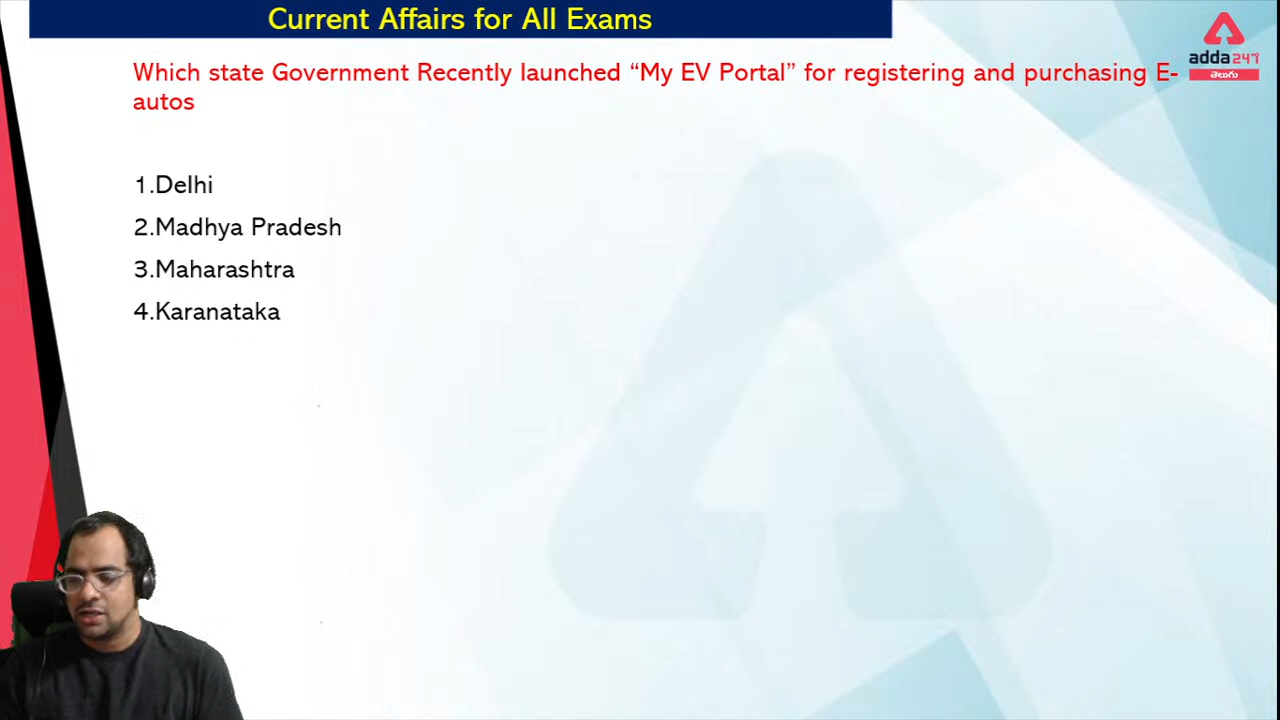 Current Affairs for All Exams
Which state Government Recently launched “My EV Portal” for registering and purchasing E-
autos
adda247
తెలుగు
1.Delhi
2.Madhya Pradesh
3.Maharashtra
4.Karanataka